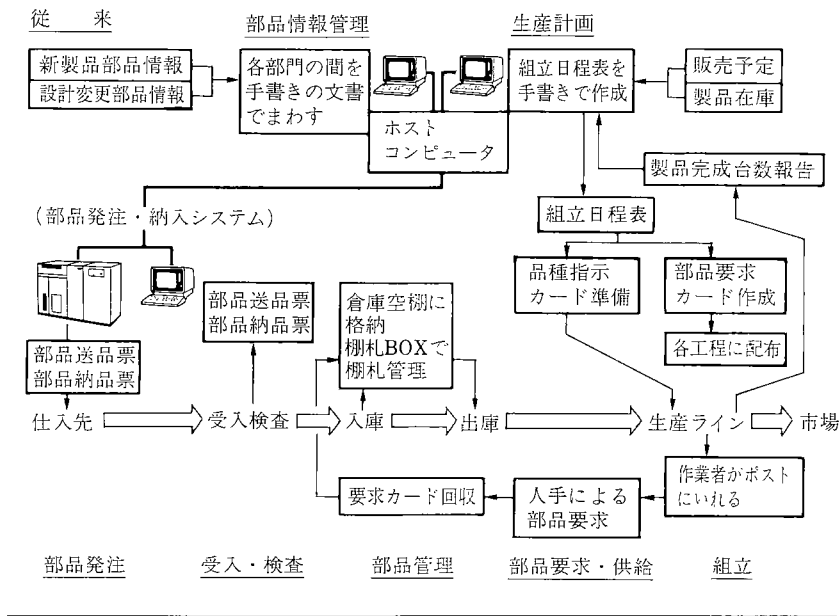 従　来
部品情報管理
生産計画
新製品部品情報
設計変更部品情報
各部門の間を
手書きの文書
でまわす
組立日程表を
手書きで作成
販売予定
製品在庫
ホスト
コンピュータ
製品完成台数報告
(部品発注・納入システム)
組立日程表
品種指示
カード準備
部品要求
カード作成
部品送品票
部品納品票
倉庫空棚に
格納
棚札BOXで
棚札管理
各工程に配布
部品送品票
部品納品票
仕入先
受入検査
入庫
出庫
生産ライン
市場
要求カード回収
人手による
部品要求
作業者がポスト
にいれる
部品発注
受入・検査
部品管理
部品要求・供給
組立